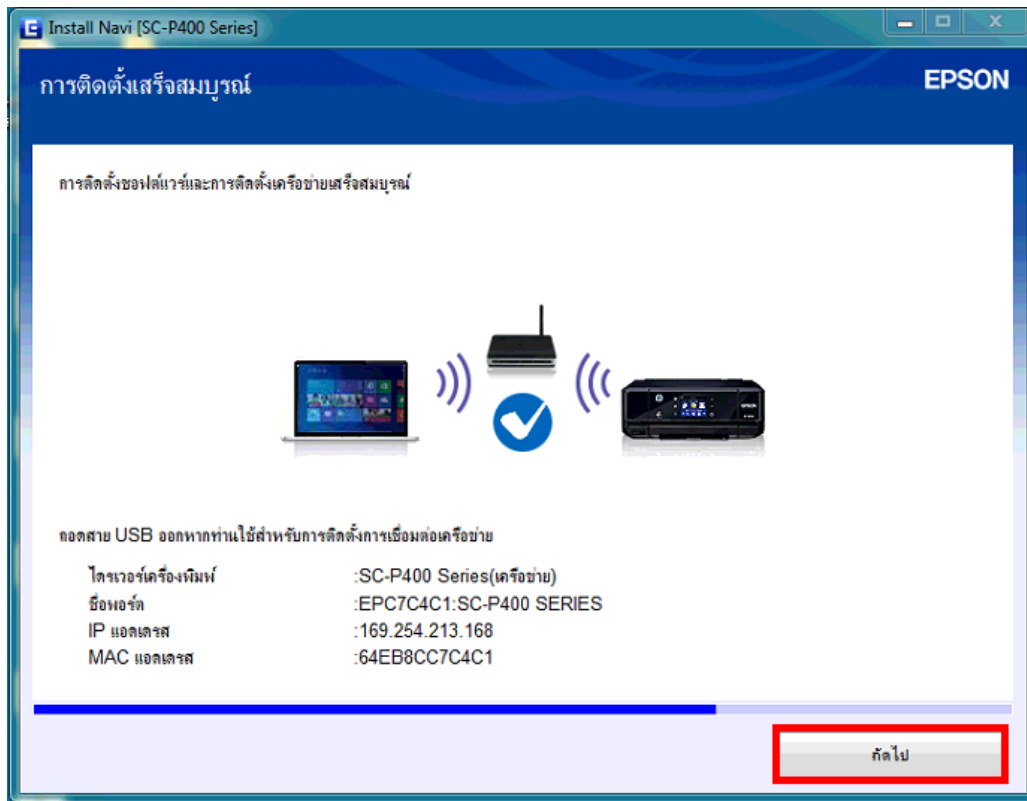 Install Navi [SC-P400 Series]
การติดตั้งเสร็จสมบูรณ์
EPSON
การติดตั้งซอฟต์แวร์และการติดตั้งเครือข่ายเสร็จสมบูรณ์
ถอดสาย USB ออกหากท่านใช้สำหรับการติดตั้งการเชื่อมต่อเครือข่าย
ไดรเวอร์เครื่องพิมพ์ :SC-P400 Series(เครือข่าย)
ชื่อพอร์ต :EPC7C4C1:SC-P400 SERIES
IP แอดเดรส :169.254.213.168
MAC แอดเดรส :64EB8CC7C4C1
ถัดไป